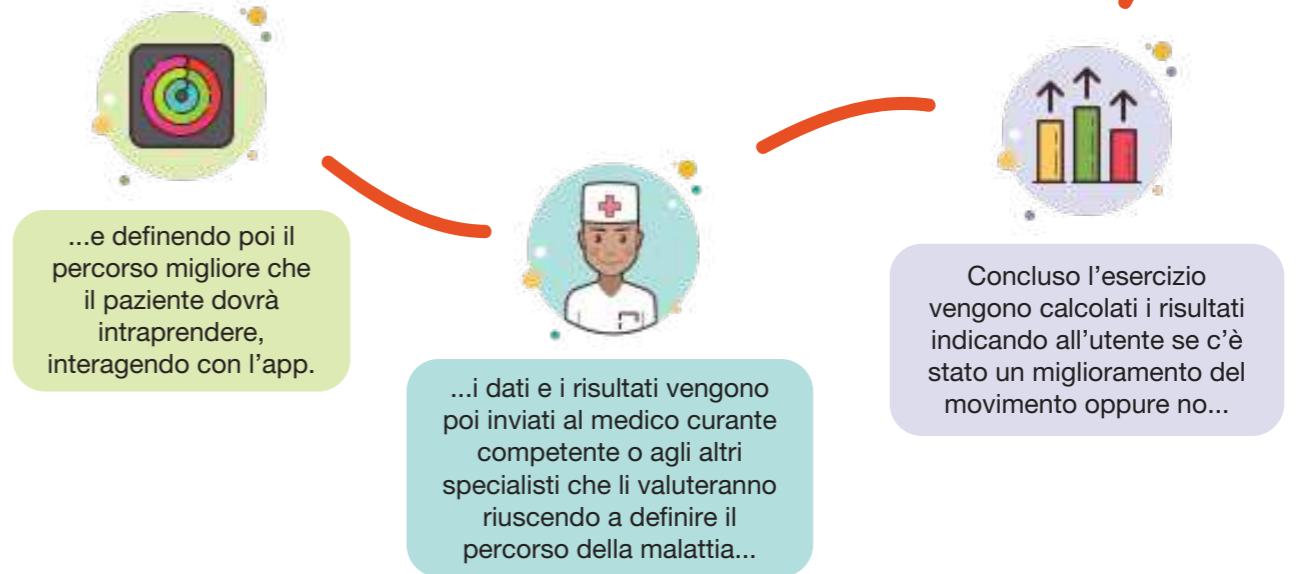 ...e definendo poi il
percorso migliore che
il paziente dovrà
intraprendere,
interagendo con l’app.
...i dati e i risultati vengono
poi inviati al medico curante
competente o agli altri
specialisti che li valuteranno
riuscendo a definire il
percorso della malattia...
Concluso l’esercizio
vengono calcolati i risultati
indicando all’utente se c’è
stato un miglioramento del
movimento oppure no...